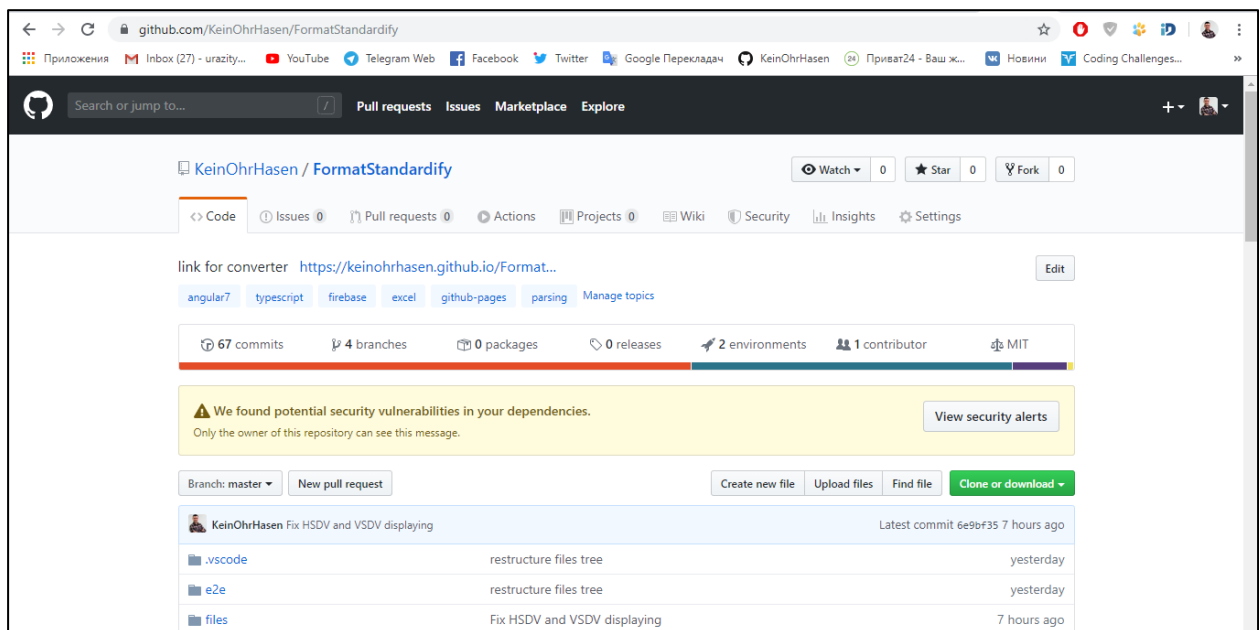 github.com/KeinOhrHasen/FormatStandardify
Приложения Inbox (27) - urazity... YouTube Telegram Web Facebook Twitter Google Перекладач KeinOhrHasen 24 Приват24 - Ваш ж... Новини Coding Challenges... »
Search or jump to... / Pull requests Issues Marketplace Explore
KeinOhrHasen / FormatStandardify Watch 0 Star 0 Fork 0
Code Issues 0 Pull requests 0 Actions Projects 0 Wiki Security Insights Settings
link for converter https://keinohrhasen.github.io/Format... Edit
angular7 typescript firebase excel github-pages parsing Manage topics
67 commits 4 branches 0 packages 0 releases 2 environments 1 contributor MIT
We found potential security vulnerabilities in your dependencies.
Only the owner of this repository can see this message.
View security alerts
Branch: master New pull request Create new file Upload files Find file Clone or download
KeinOhrHasen Fix HSDV and VSDV displaying Latest commit 6e9bf35 7 hours ago
.vscode restructure files tree yesterday
e2e restructure files tree yesterday
files Fix HSDV and VSDV displaying 7 hours ago